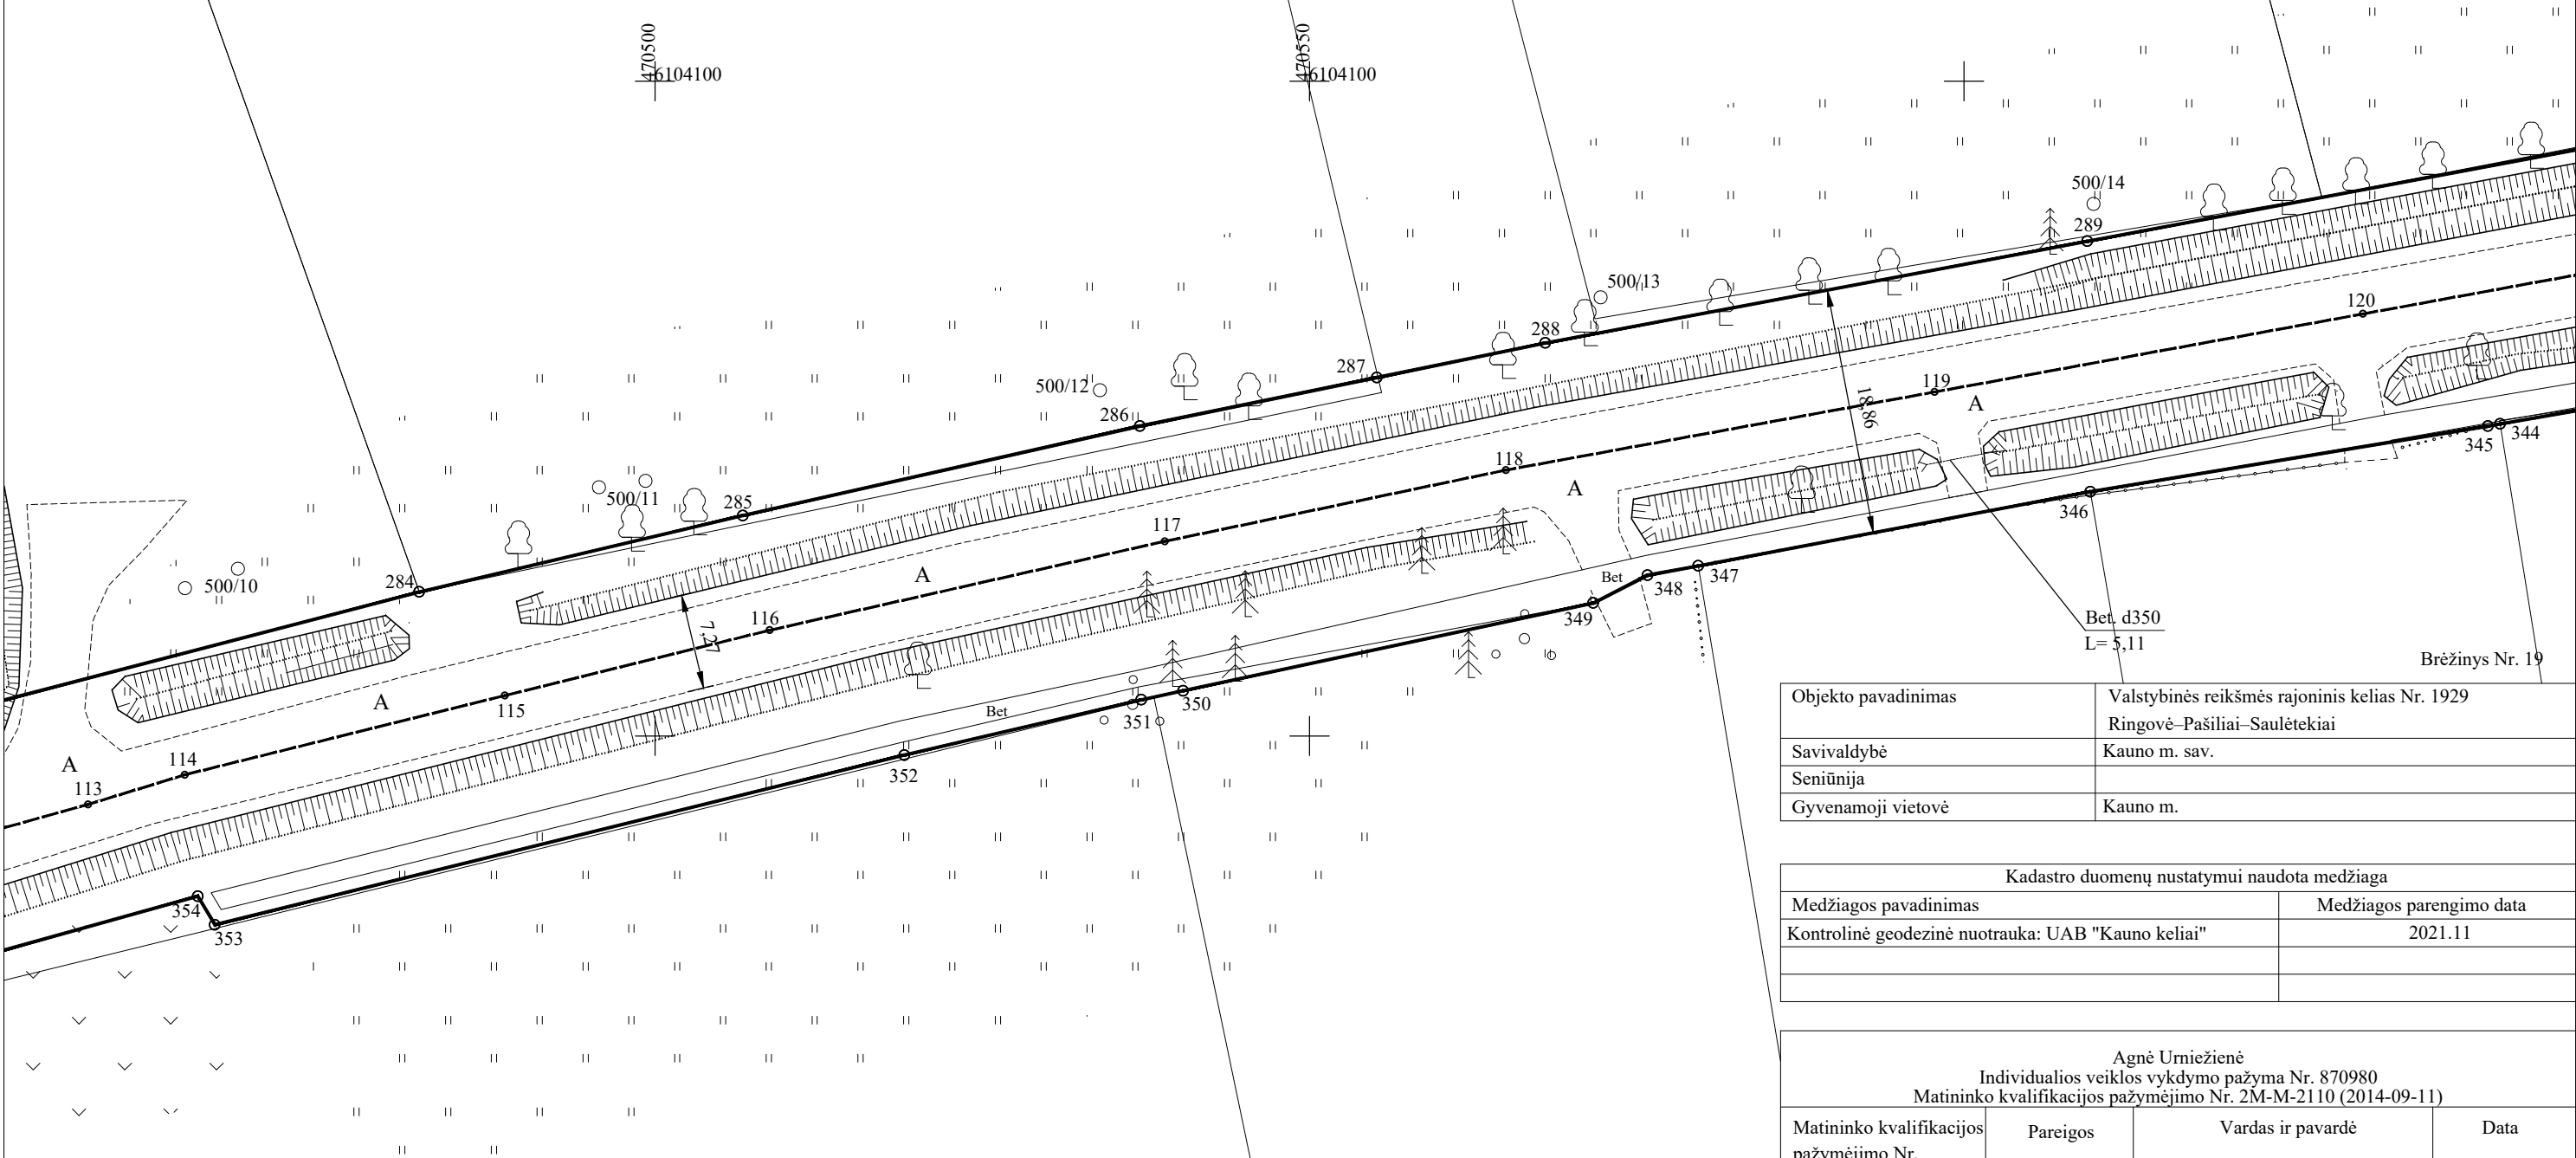 470500
6104100
470550
6104100
500/14
289
500/13
120
288
287
500/12
286
119
A
18,86
344
345
118
A
500/11
285
346
117
284
500/10
A
347
Bet
348
349
116
7,27
Bet. d350
L= 5,11
115
A
350
351
Bet
114
A
113
352
354
353
Brėžinys Nr. 19
Objekto pavadinimas Valstybinės reikšmės rajoninis kelias Nr. 1929
Ringovė–Pašiliai–Saulėtekiai
Savivaldybė Kauno m. sav.
Seniūnija
Gyvenamoji vietovė Kauno m.
Kadastro duomenų nustatymui naudota medžiaga
Medžiagos pavadinimas Medžiagos parengimo data
Kontrolinė geodezinė nuotrauka: UAB "Kauno keliai" 2021.11
Agnė Urniežienė
Individualios veiklos vykdymo pažyma Nr. 870980
Matininko kvalifikacijos pažymėjimo Nr. 2M-M-2110 (2014-09-11)
Matininko kvalifikacijos Pareigos Vardas ir pavardė Data
pažymėjimo Nr.